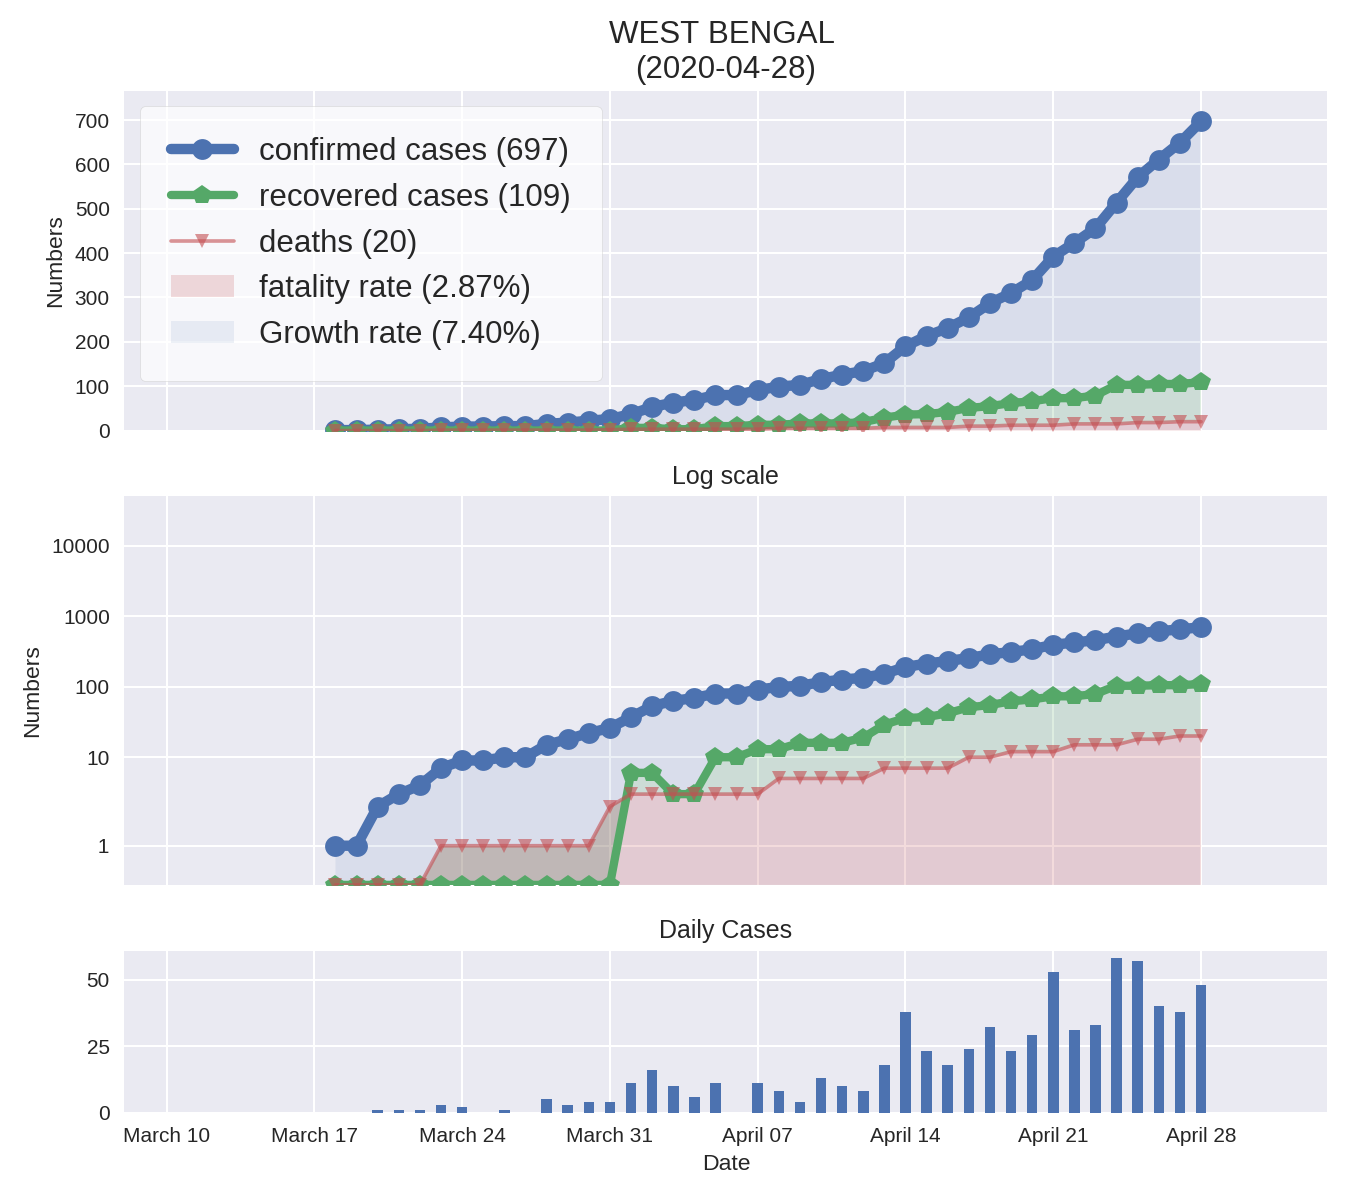 WEST BENGAL
(2020-04-28)
700
600
500
400
300
200
100
0
Numbers
confirmed cases (697)
recovered cases (109)
deaths (20)
fatality rate (2.87%)
Growth rate (7.40%)
Log scale
10000
1000
100
10
1
Numbers
Daily Cases
50
25
0
March 10 March 17 March 24 March 31 April 07 April 14 April 21 April 28
Date